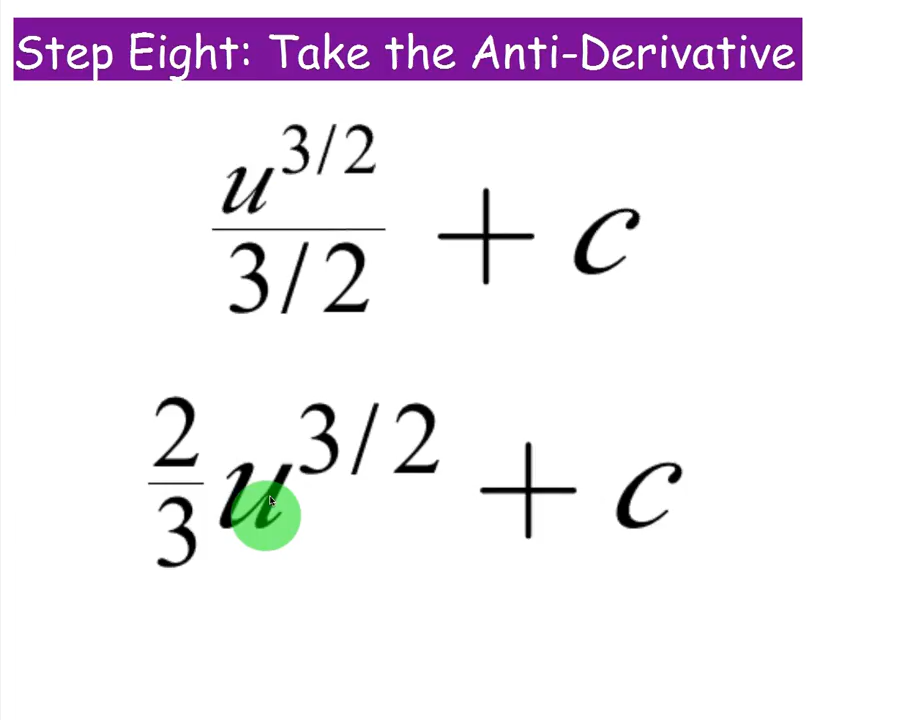 Step Eight: Take the Anti-Derivative
u^{3/2} / 3/2 + c
2/3 u^{3/2} + c